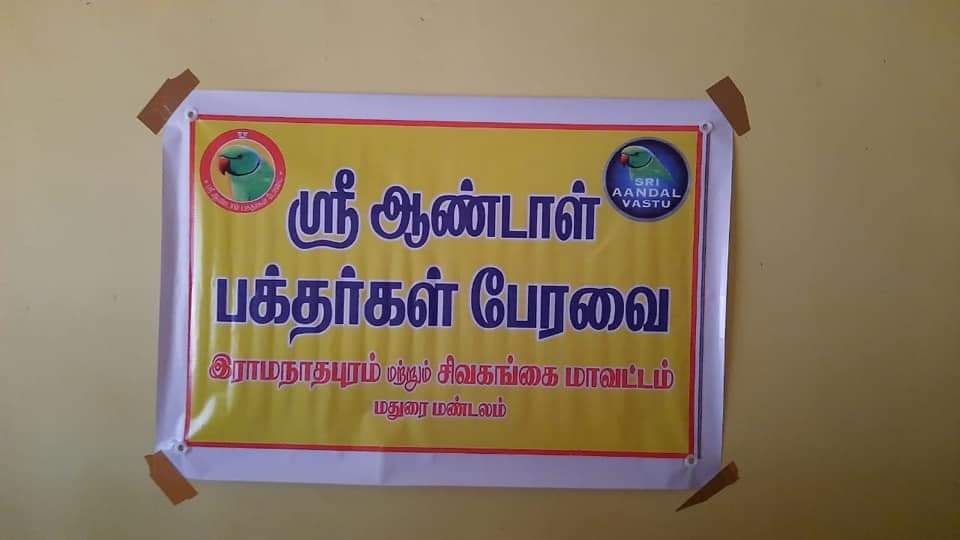 SRI
AANDAL
VASTU
ஸ்ரீ ஆண்டாள்
பக்தர்கள் பேரவை
இராமநாதபுரம் மற்றும் சிவகங்கை மாவட்டம்
மதுரை மண்டலம்